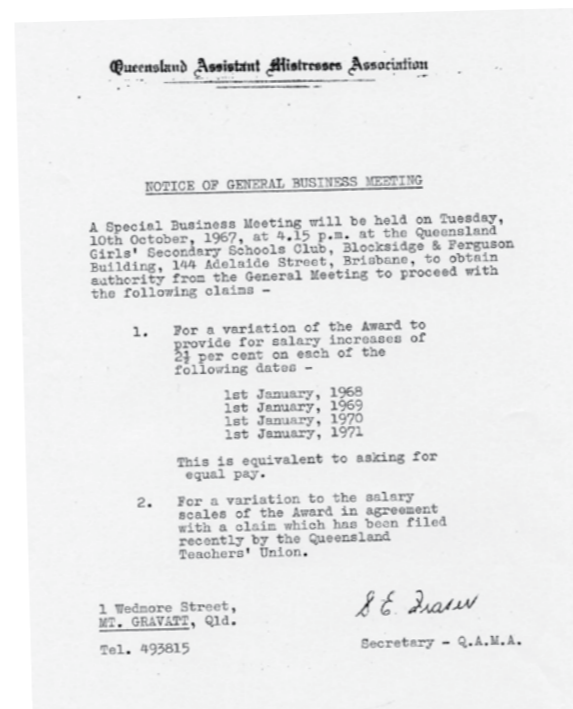 Queensland Assistant Mistresses Association
NOTICE OF GENERAL BUSINESS MEETING
A Special Business Meeting will be held on Tuesday,
10th October, 1967, at 4.15 p.m. at the Queensland
Girls' Secondary Schools Club, Blocksidge & Ferguson
Building, 144 Adelaide Street, Brisbane, to obtain
authority from the General Meeting to proceed with
the following claims -
1. For a variation of the Award to
provide for salary increases of
2½ per cent on each of the
following dates -
1st January, 1968
1st January, 1969
1st January, 1970
1st January, 1971
This is equivalent to asking for
equal pay.
2. For a variation to the salary
scales of the Award in agreement
with a claim which has been filed
recently by the Queensland
Teachers' Union.
1 Wedmore Street,
MT. GRAVATT, Qld.
Tel. 493815
S E. Fraser
Secretary - Q.A.M.A.